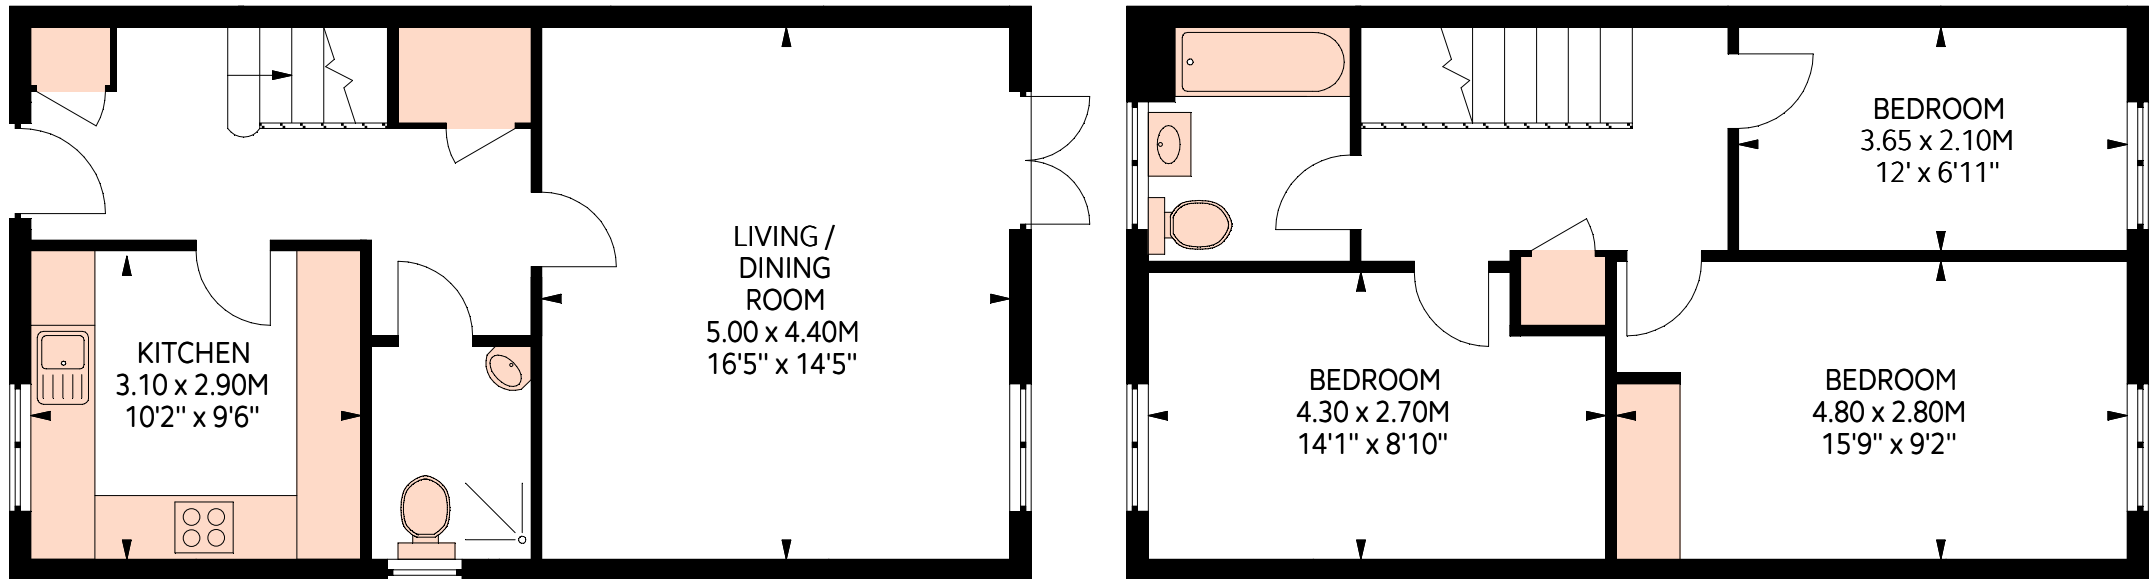 KITCHEN
3.10 x 2.90M
10'2" x 9'6"
LIVING /
DINING
ROOM
5.00 x 4.40M
16'5" x 14'5"
BEDROOM
3.65 x 2.10M
12' x 6'11"
BEDROOM
4.30 x 2.70M
14'1" x 8'10"
BEDROOM
4.80 x 2.80M
15'9" x 9'2"